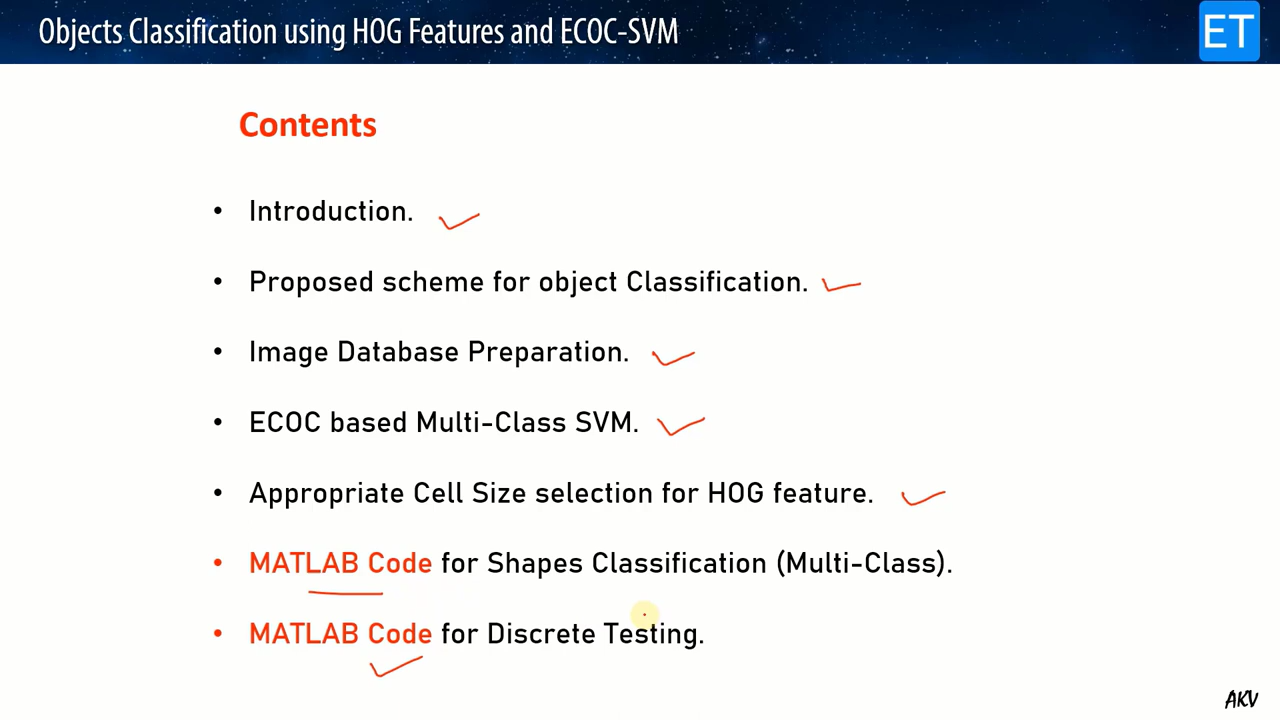 Objects Classification using HOG Features and ECOC-SVM
ET
Contents
• Introduction.
• Proposed scheme for object Classification.
• Image Database Preparation.
• ECOC based Multi-Class SVM.
• Appropriate Cell Size selection for HOG feature.
• MATLAB Code for Shapes Classification (Multi-Class).
• MATLAB Code for Discrete Testing.
AKV